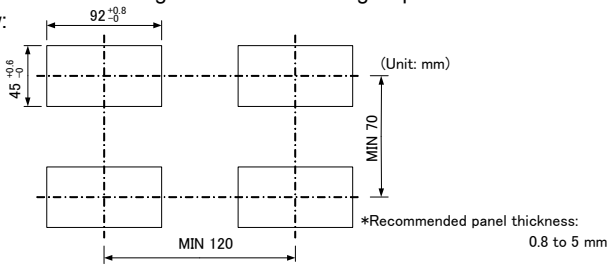 92 +0.8 -0
45 +0.6 -0
(Unit: mm)
MIN 70
*Recommended panel thickness:
0.8 to 5 mm
MIN 120